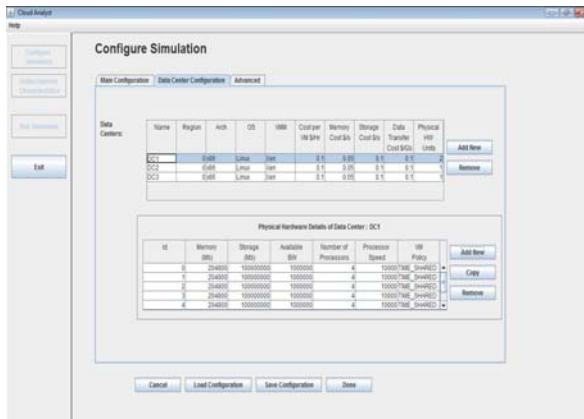 Cloud Analyst
Help
Configure Simulation
Configure Simulation
Main Configuration Data Center Configuration Advanced
Data Centers:
Name Region Arch OS VMM Cost per VM $/Hr Memory Cost $/s Storage Cost $/s Data Transfer Cost $/Gb Physical HW Units
DC1 0 x86 Linux Xen 0.1 0.05 0.1 0.1 2
DC2 0 x86 Linux Xen 0.1 0.05 0.1 0.1 1
DC3 0 x86 Linux Xen 0.1 0.05 0.1 0.1 1
Add New
Remove
Run Simulation
Exit
Physical Hardware Details of Data Center : DC1
Id Memory (Mb) Storage (Mb) Available BW Number of Processors Processor Speed VM Policy
0 204800 100000000 1000000 4 10000 TIME_SHARED
1 204800 100000000 1000000 4 10000 TIME_SHARED
2 204800 100000000 1000000 4 10000 TIME_SHARED
3 204800 100000000 1000000 4 10000 TIME_SHARED
4 204800 100000000 1000000 4 10000 TIME_SHARED
Add New
Copy
Remove
Cancel Load Configuration Save Configuration Done